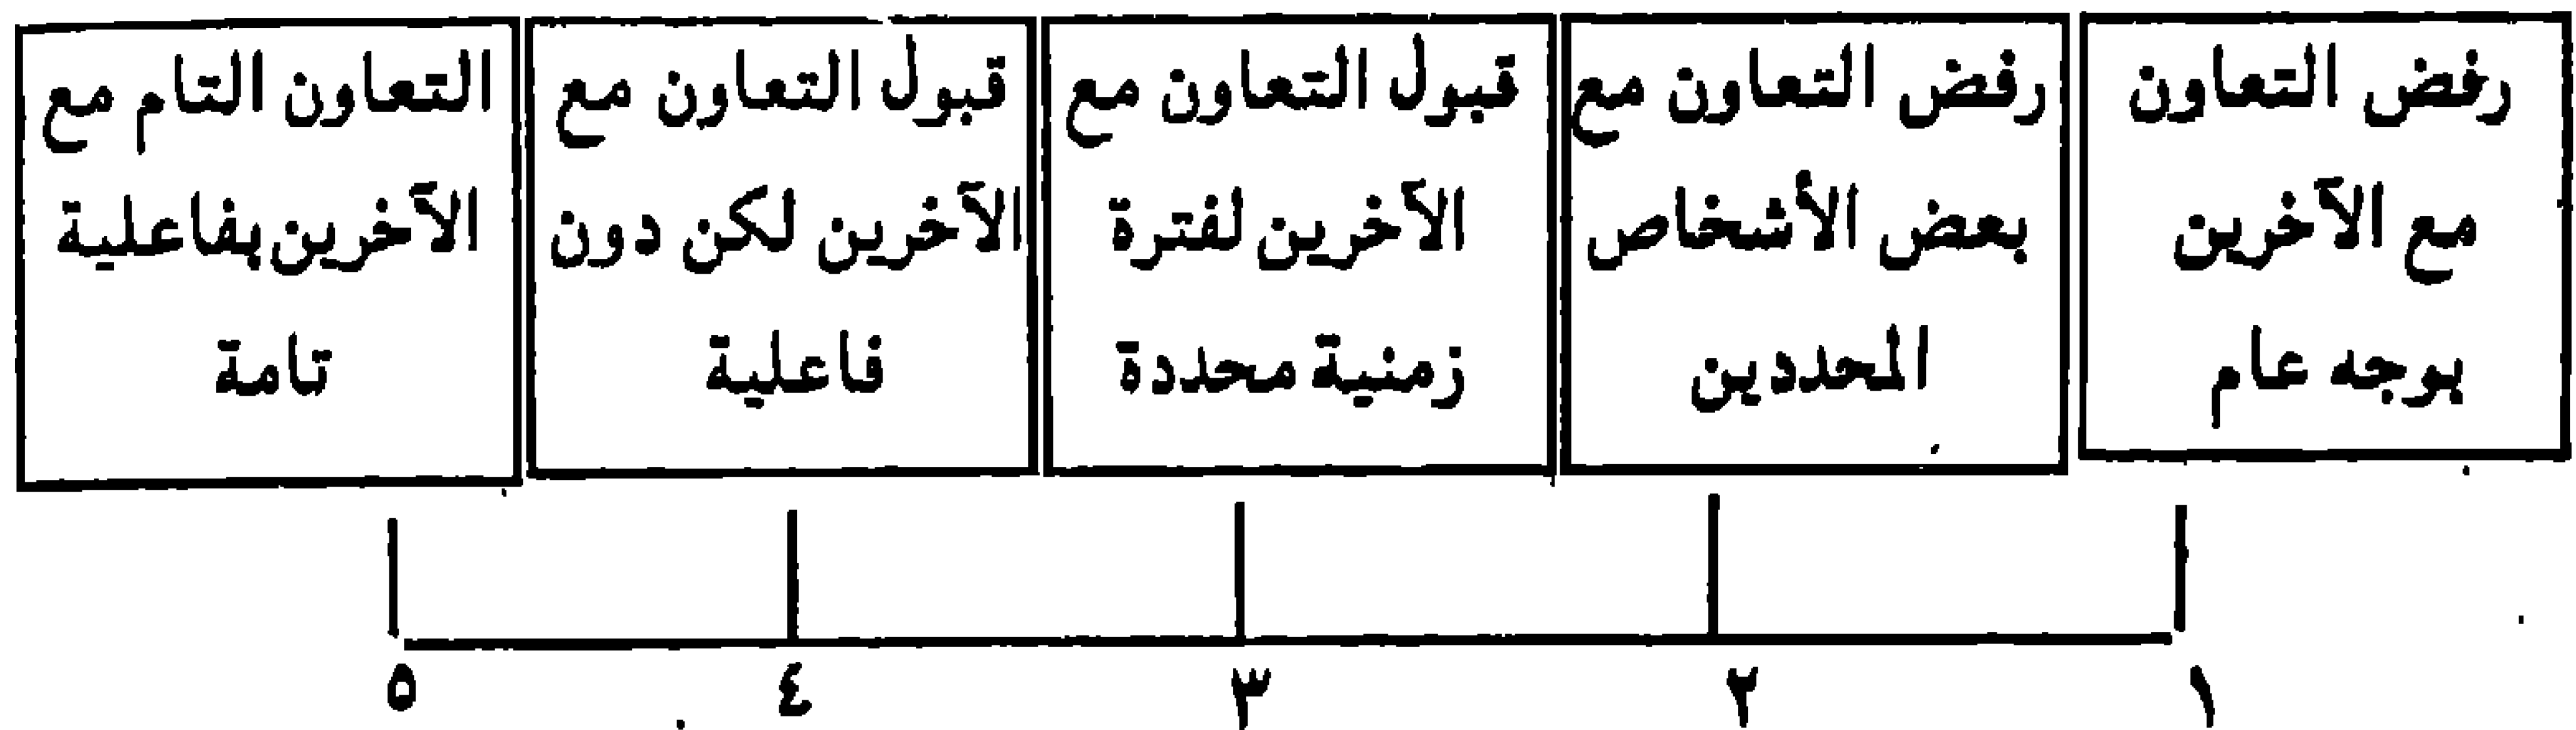 رفض التعاون
مع الآخرين
بوجه عام
رفض التعاون مع
بعض الأشخاص
المحددين
قبول التعاون مع
الآخرين لفترة
زمنية محددة
قبول التعاون مع
الآخرين لكن دون
فاعلية
التعاون التام مع
الآخرين بفاعلية
تامة
١ ٢ ٣ ٤ ٥